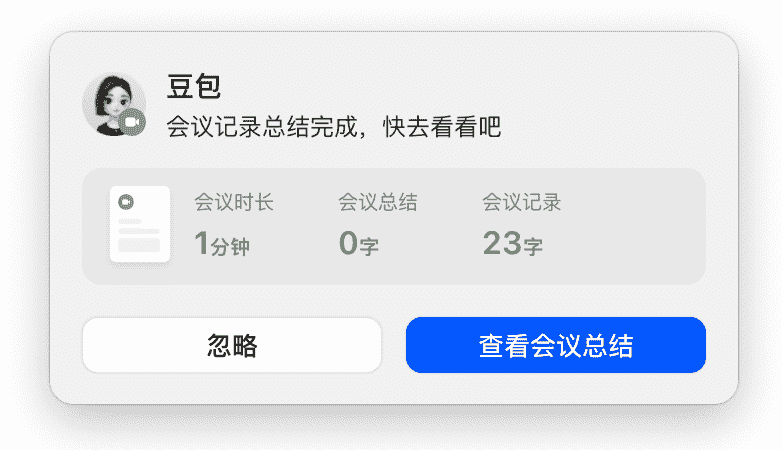 豆包
会议记录总结完成，快去看看吧
会议时长 会议总结 会议记录
1分钟 0字 23字
忽略 查看会议总结